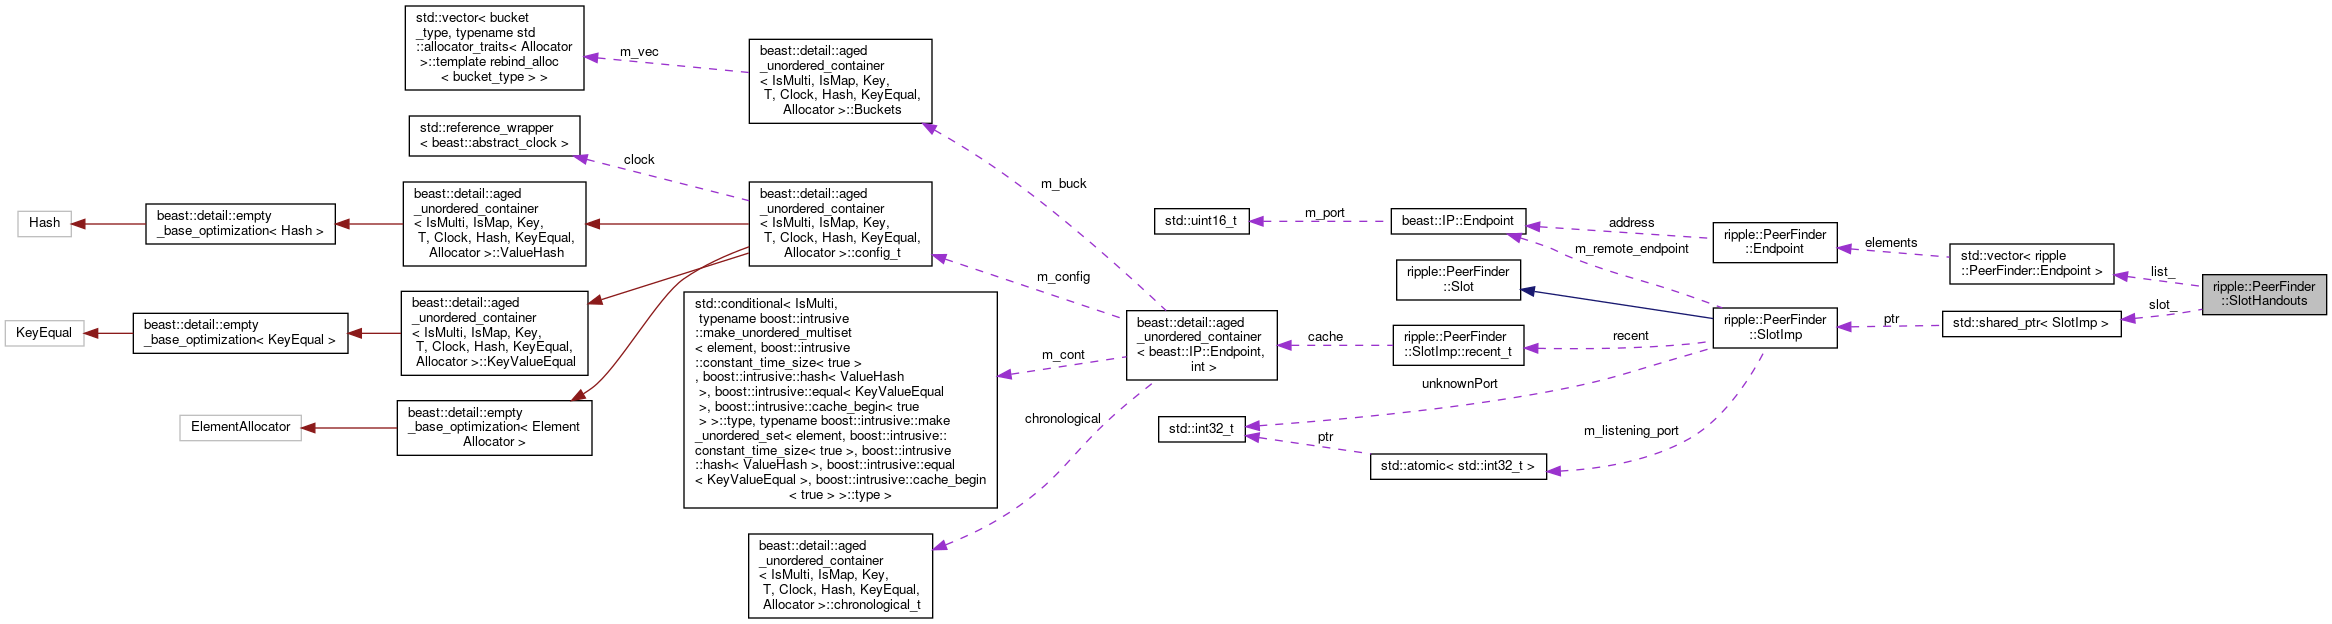 std::vector< bucket
_type, typename std
::allocator_traits< Allocator
>::template rebind_alloc
< bucket_type > >
m_vec
beast::detail::aged
_unordered_container
< IsMulti, IsMap, Key,
T, Clock, Hash, KeyEqual,
Allocator >::Buckets
std::reference_wrapper
< beast::abstract_clock >
clock
Hash
beast::detail::empty
_base_optimization< Hash >
beast::detail::aged
_unordered_container
< IsMulti, IsMap, Key,
T, Clock, Hash, KeyEqual,
Allocator >::ValueHash
beast::detail::aged
_unordered_container
< IsMulti, IsMap, Key,
T, Clock, Hash, KeyEqual,
Allocator >::config_t
KeyEqual
beast::detail::empty
_base_optimization< KeyEqual >
beast::detail::aged
_unordered_container
< IsMulti, IsMap, Key,
T, Clock, Hash, KeyEqual,
Allocator >::KeyValueEqual
ElementAllocator
beast::detail::empty
_base_optimization< Element
Allocator >
std::conditional< IsMulti,
typename boost::intrusive
::make_unordered_multiset
< element, boost::intrusive
::constant_time_size< true >
, boost::intrusive::hash< ValueHash
>, boost::intrusive::equal< KeyValueEqual
>, boost::intrusive::cache_begin< true
> >::type, typename boost::intrusive::make
_unordered_set< element, boost::intrusive::
constant_time_size< true >, boost::intrusive
::hash< ValueHash >, boost::intrusive::equal
< KeyValueEqual >, boost::intrusive::cache_begin
< true > >::type >
beast::detail::aged
_unordered_container
< IsMulti, IsMap, Key,
T, Clock, Hash, KeyEqual,
Allocator >::chronological_t
m_buck
m_config
m_cont
chronological
beast::detail::aged
_unordered_container
< beast::IP::Endpoint,
int >
cache
std::uint16_t
m_port
beast::IP::Endpoint
ripple::PeerFinder
::Slot
ripple::PeerFinder
::SlotImp::recent_t
std::int32_t
ptr
std::atomic< std::int32_t >
address
m_remote_endpoint
recent
unknownPort
m_listening_port
ripple::PeerFinder
::Endpoint
ripple::PeerFinder
::SlotImp
elements
ptr
std::vector< ripple
::PeerFinder::Endpoint >
std::shared_ptr< SlotImp >
list_
slot_
ripple::PeerFinder
::SlotHandouts